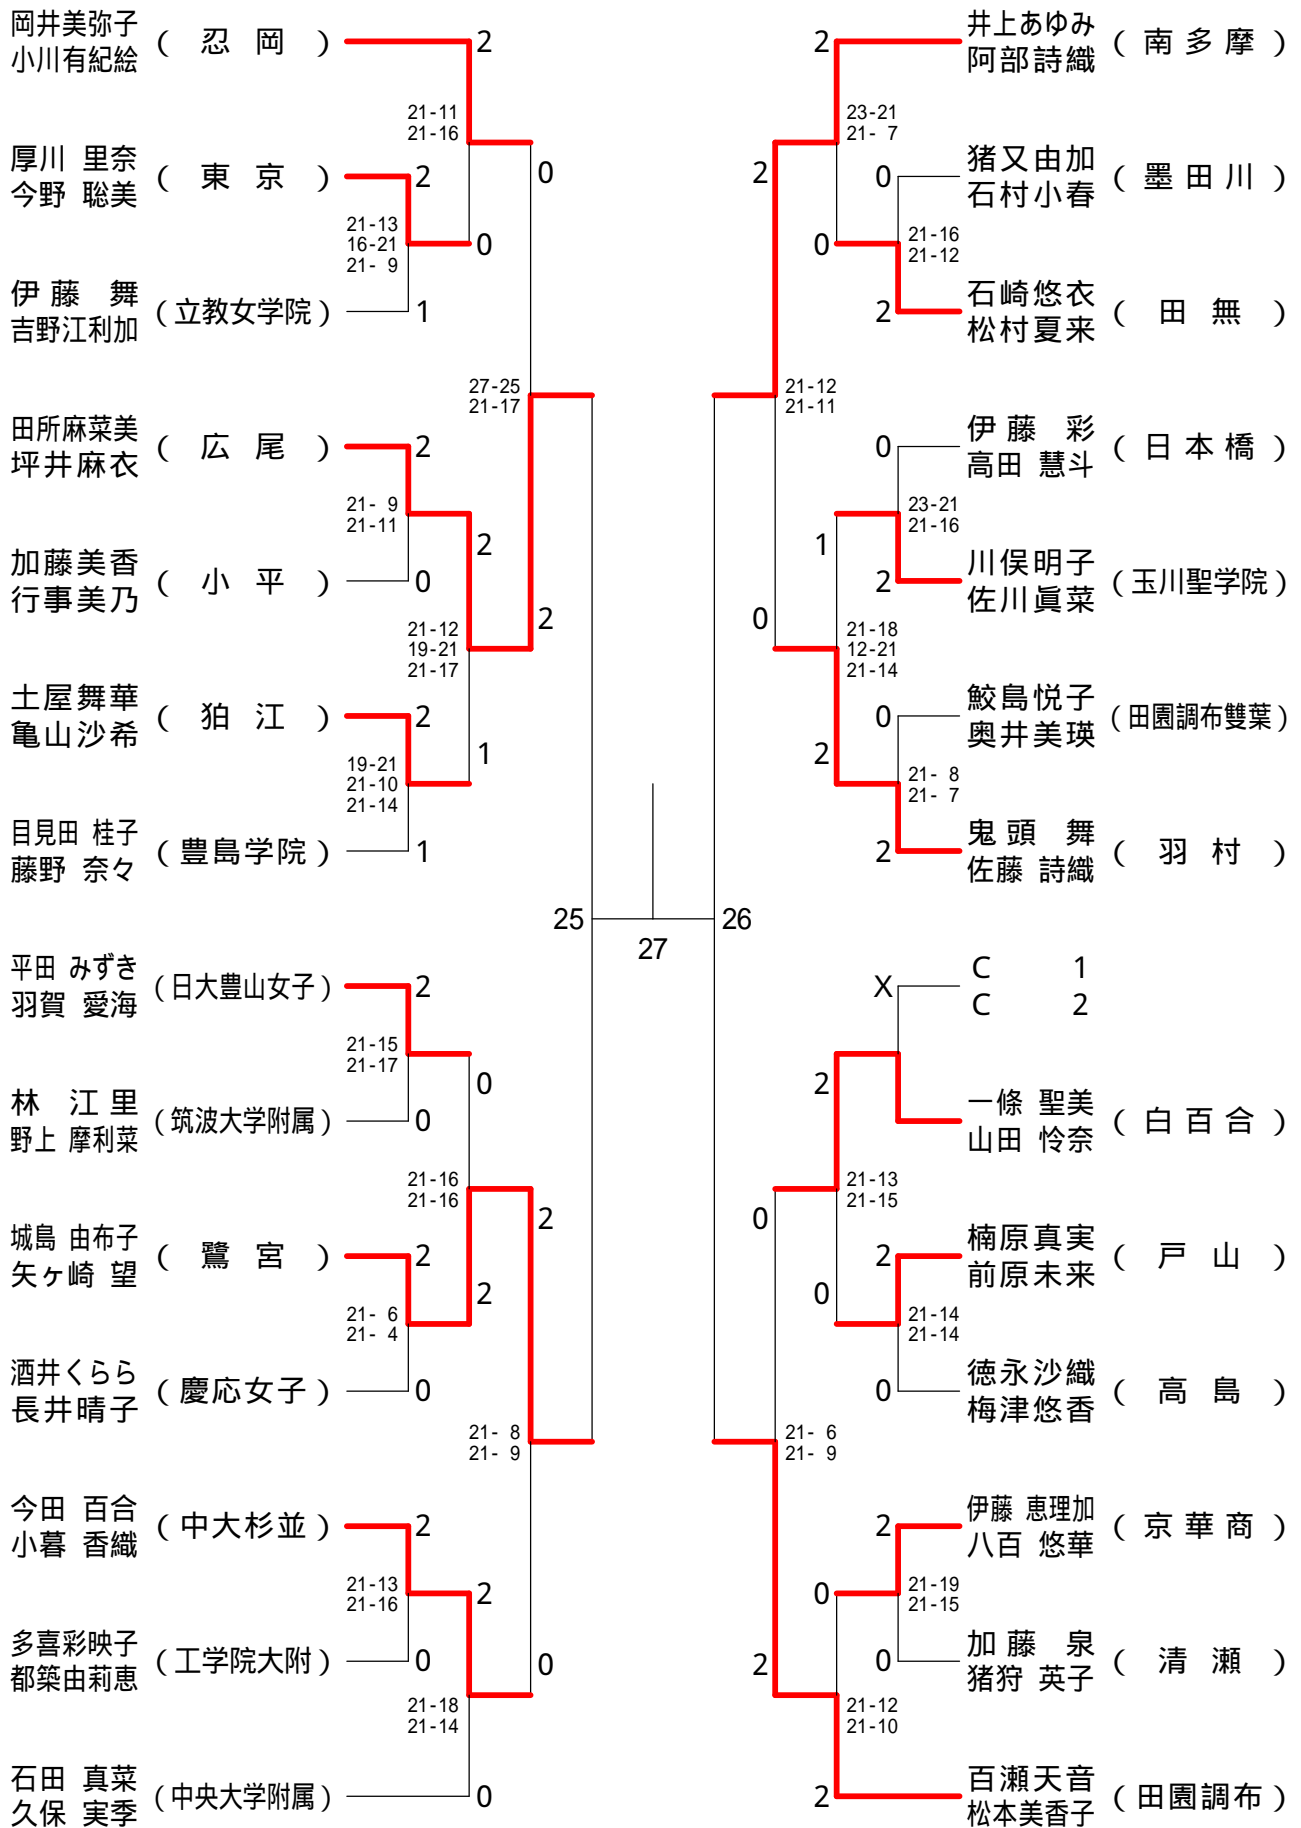 岡井美弥子
小川有紀絵
( 忍 岡 )
2
21-11
21-16
厚川 里奈
今野 聡美
( 東 京 )
2
0
21-13
16-21
21- 9
0
伊 藤 舞
吉野江利加
( 立教女学院 )
1
27-25
21-17
田所麻菜美
坪井麻衣
( 広 尾 )
2
21- 9
21-11
2
加藤美香
行事美乃
( 小 平 )
0
2
21-12
19-21
21-17
土屋舞華
亀山沙希
( 狛 江 )
2
1
19-21
21-10
21-14
目見田 桂子
藤野 奈々
( 豊島学院 )
1
25
平田 みずき
羽賀 愛海
( 日大豊山女子 )
2
21-15
21-17
0
林 江 里
野上 摩利菜
( 筑波大学附属 )
0
21-16
21-16
2
城島 由布子
矢ヶ崎 望
( 鷺 宮 )
2
2
21- 6
21- 4
酒井くらら
長井晴子
( 慶応女子 )
0
21- 8
21- 9
今田 百合
小暮 香織
( 中大杉並 )
2
21-13
21-16
2
多喜彩映子
都築由莉恵
( 工学院大附 )
0
0
21-18
21-14
石田 真菜
久保 実季
( 中央大学附属 )
0
27
2
井上あゆみ
阿部詩織
( 南 多 摩 )
23-21
21- 7
2
0
猪又由加
石村小春
( 墨 田 川 )
0
21-16
21-12
2
石崎悠衣
松村夏来
( 田 無 )
21-12
21-11
0
伊 藤 彩
高田 慧斗
( 日 本 橋 )
23-21
21-16
1
2
川俣明子
佐川眞菜
( 玉川聖学院 )
0
21-18
12-21
21-14
0
鮫島悦子
奥井美瑛
( 田園調布雙葉 )
2
21- 8
21- 7
2
鬼 頭 舞
佐藤 詩織
( 羽 村 )
26
X
C 1
C 2
2
一條 聖美
山田 怜奈
( 白 百 合 )
21-13
21-15
0
2
楠原真実
前原未来
( 戸 山 )
0
21-14
21-14
0
徳永沙織
梅津悠香
( 高 島 )
21- 6
21- 9
2
伊藤 恵理加
八百 悠華
( 京 華 商 )
0
21-19
21-15
2
0
加 藤 泉
猪狩 英子
( 清 瀬 )
21-12
21-10
2
百瀬天音
松本美香子
( 田園調布 )